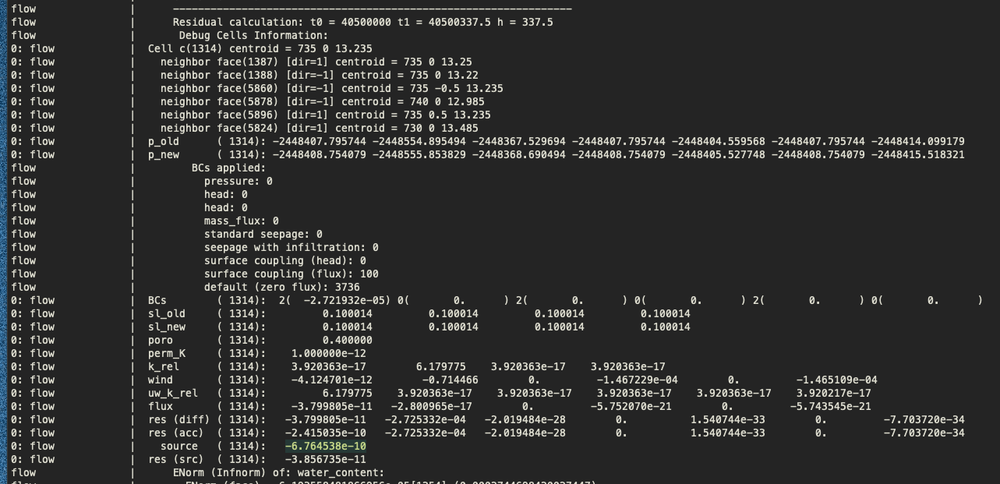 flow | ----------------------------------------------------------------
flow | Residual calculation: t0 = 40500000 t1 = 40500337.5 h = 337.5
flow | Debug Cells Information:
0: flow | Cell c(1314) centroid = 735 0 13.235
0: flow | neighbor face(1387) [dir=1] centroid = 735 0 13.25
0: flow | neighbor face(1388) [dir=-1] centroid = 735 0 13.22
0: flow | neighbor face(5860) [dir=-1] centroid = 735 -0.5 13.235
0: flow | neighbor face(5878) [dir=-1] centroid = 740 0 12.985
0: flow | neighbor face(5896) [dir=1] centroid = 735 0.5 13.235
0: flow | neighbor face(5824) [dir=1] centroid = 730 0 13.485
0: flow | p_old ( 1314): -2448407.795744 -2448554.895494 -2448367.529694 -2448407.795744 -2448404.559568 -2448407.795744 -2448414.099179
0: flow | p_new ( 1314): -2448408.754079 -2448555.853829 -2448368.690494 -2448408.754079 -2448405.527748 -2448408.754079 -2448415.518321
flow | BCs applied:
flow | pressure: 0
flow | head: 0
flow | head: 0
flow | mass_flux: 0
flow | standard seepage: 0
flow | seepage with infiltration: 0
flow | surface coupling (head): 0
flow | surface coupling (flux): 100
flow | default (zero flux): 3736
0: flow | BCs ( 1314): 2( -2.721932e-05) 0( 0. ) 2( 0. ) 0( 0. ) 2( 0. ) 0( 0. )
0: flow | sl_old ( 1314): 0.100014 0.100014 0.100014 0.100014
0: flow | sl_new ( 1314): 0.100014 0.100014 0.100014 0.100014
0: flow | poro ( 1314): 0.400000
0: flow | perm_K ( 1314): 1.000000e-12
0: flow | k_rel ( 1314): 3.920363e-17 6.179775 3.920363e-17 3.920363e-17
0: flow | wind ( 1314): -4.124701e-12 -0.714466 0. -1.467229e-04 0. -1.465109e-04
0: flow | uw_k_rel ( 1314): 6.179775 3.920363e-17 3.920363e-17 3.920363e-17 3.920363e-17 3.920217e-17
0: flow | flux ( 1314): -3.799805e-11 -2.800965e-17 0. -5.752070e-21 0. -5.743545e-21
0: flow | res (diff) ( 1314): -3.799805e-11 -2.725332e-04 -2.019484e-28 0. 1.540744e-33 0. -7.703720e-34
0: flow | res (acc) ( 1314): -2.415035e-10 -2.725332e-04 -2.019484e-28 0. 1.540744e-33 0. -7.703720e-34
0: flow | source ( 1314): -6.764538e-10
0: flow | res (src) ( 1314): -3.856735e-11
flow | ENorm (Infnorm) of: water_content: